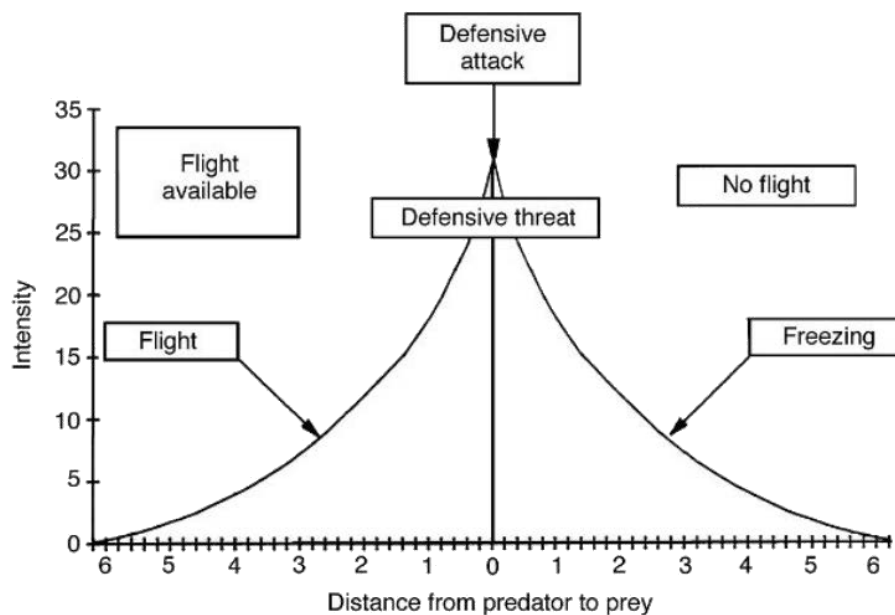 Defensive
attack
35
30
25
20
15
10
5
0
Intensity
Flight
available
No flight
Defensive threat
Flight
Freezing
6 5 4 3 2 1 0 1 2 3 4 5 6
Distance from predator to prey